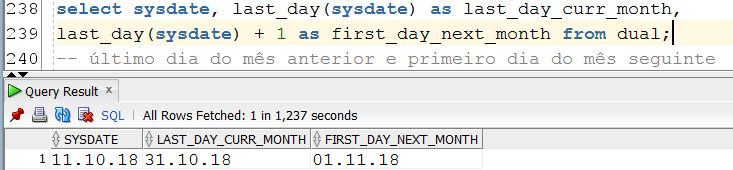 238 select sysdate, last_day(sysdate) as last_day_curr_month,
239 last_day(sysdate) + 1 as first_day_next_month from dual;
240 -- último dia do mês anterior e primeiro dia do mês seguinte
Query Result x
SQL | All Rows Fetched: 1 in 1,237 seconds
SYSDATE LAST_DAY_CURR_MONTH FIRST_DAY_NEXT_MONTH
1 11.10.18 31.10.18 01.11.18